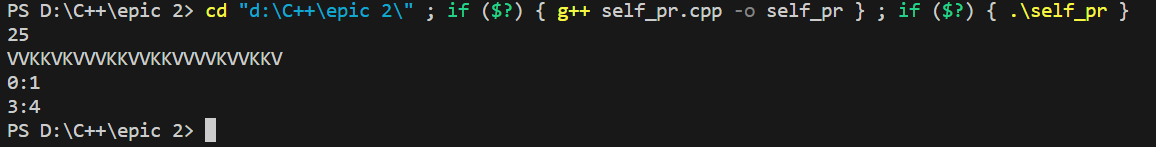 PS D:\C++\epic 2> cd "d:\C++\epic 2\" ; if ($?) { g++ self_pr.cpp -o self_pr } ; if ($?) { .\self_pr }
25
VVKKVKVVVKKVVKKVVVVKVVKKV
0:1
3:4
PS D:\C++\epic 2>